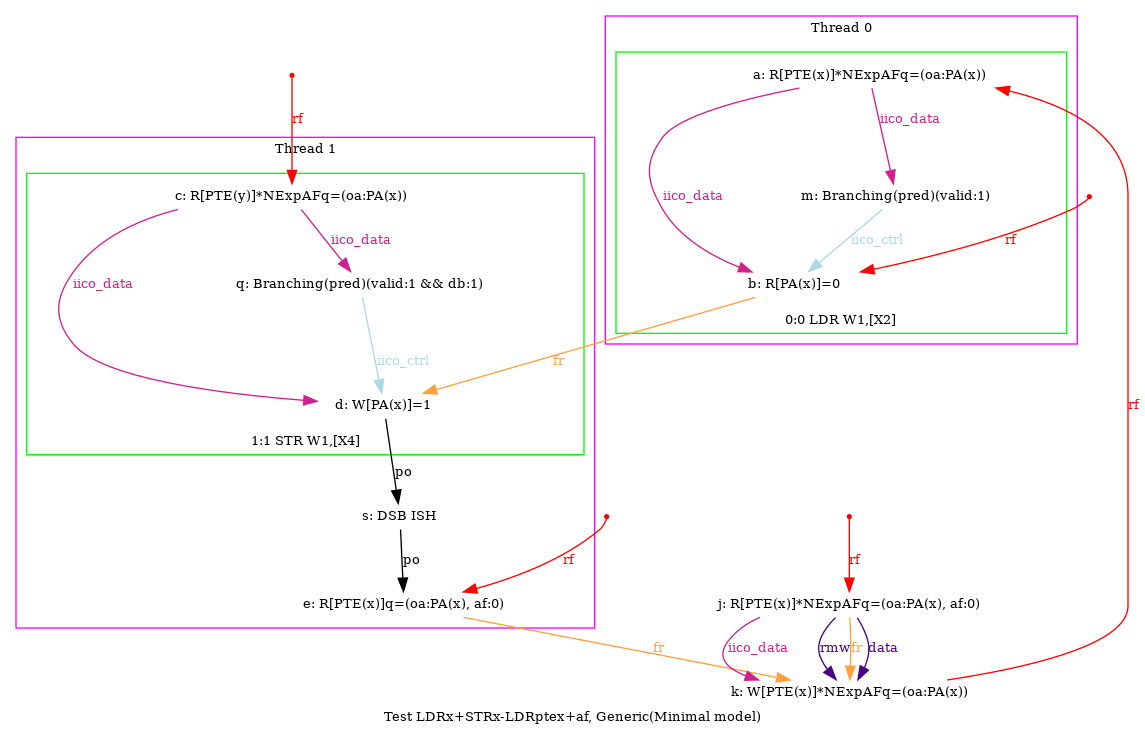 Thread 0
a: R[PTE(x)]*NExpAFq=(oa:PA(x))
rf
iico_data
Thread 1
c: R[PTE(y)]*NExpAFq=(oa:PA(x))
iico_data
m: Branching(pred)(valid:1)
iico_data
iico_ctrl
rf
iico_data
q: Branching(pred)(valid:1 && db:1)
b: R[PA(x)]=0
0:0 LDR W1,[X2]
iico_ctrl
fr
d: W[PA(x)]=1
rf
1:1 STR W1,[X4]
po
s: DSB ISH
po
rf
rf
e: R[PTE(x)]q=(oa:PA(x), af:0)
j: R[PTE(x)]*NExpAFq=(oa:PA(x), af:0)
fr
iico_data
rmw
fr
data
k: W[PTE(x)]*NExpAFq=(oa:PA(x))
Test LDRx+STRx-LDRptex+af, Generic(Minimal model)